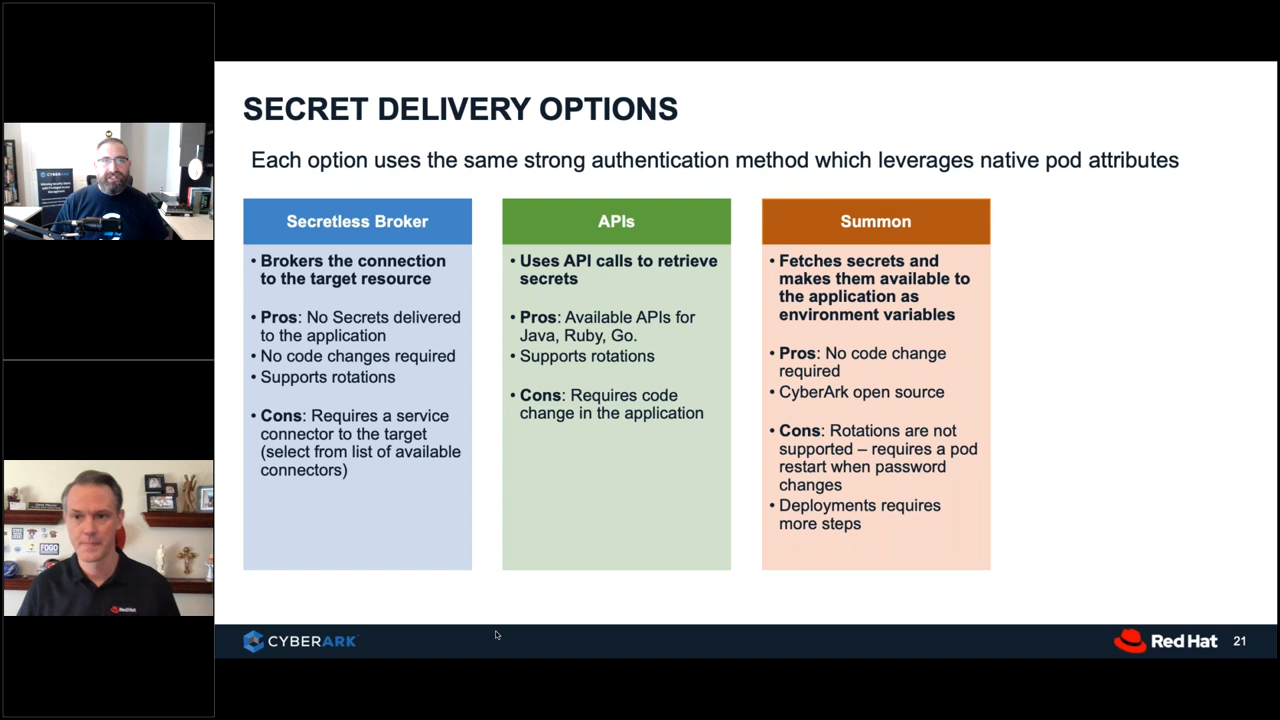 SECRET DELIVERY OPTIONS
Each option uses the same strong authentication method which leverages native pod attributes
Secretless Broker
• Brokers the connection
to the target resource
• Pros: No Secrets delivered
to the application
• No code changes required
• Supports rotations
• Cons: Requires a service
connector to the target
(select from list of available
connectors)
APIs
• Uses API calls to retrieve
secrets
• Pros: Available APIs for
Java, Ruby, Go.
• Supports rotations
• Cons: Requires code
change in the application
Summon
• Fetches secrets and
makes them available to
the application as
environment variables
• Pros: No code change
required
• CyberArk open source
• Cons: Rotations are not
supported – requires a pod
restart when password
changes
• Deployments requires
more steps
CYBERARK
Red Hat
21
CYBERARK
FOGO
Red Hat